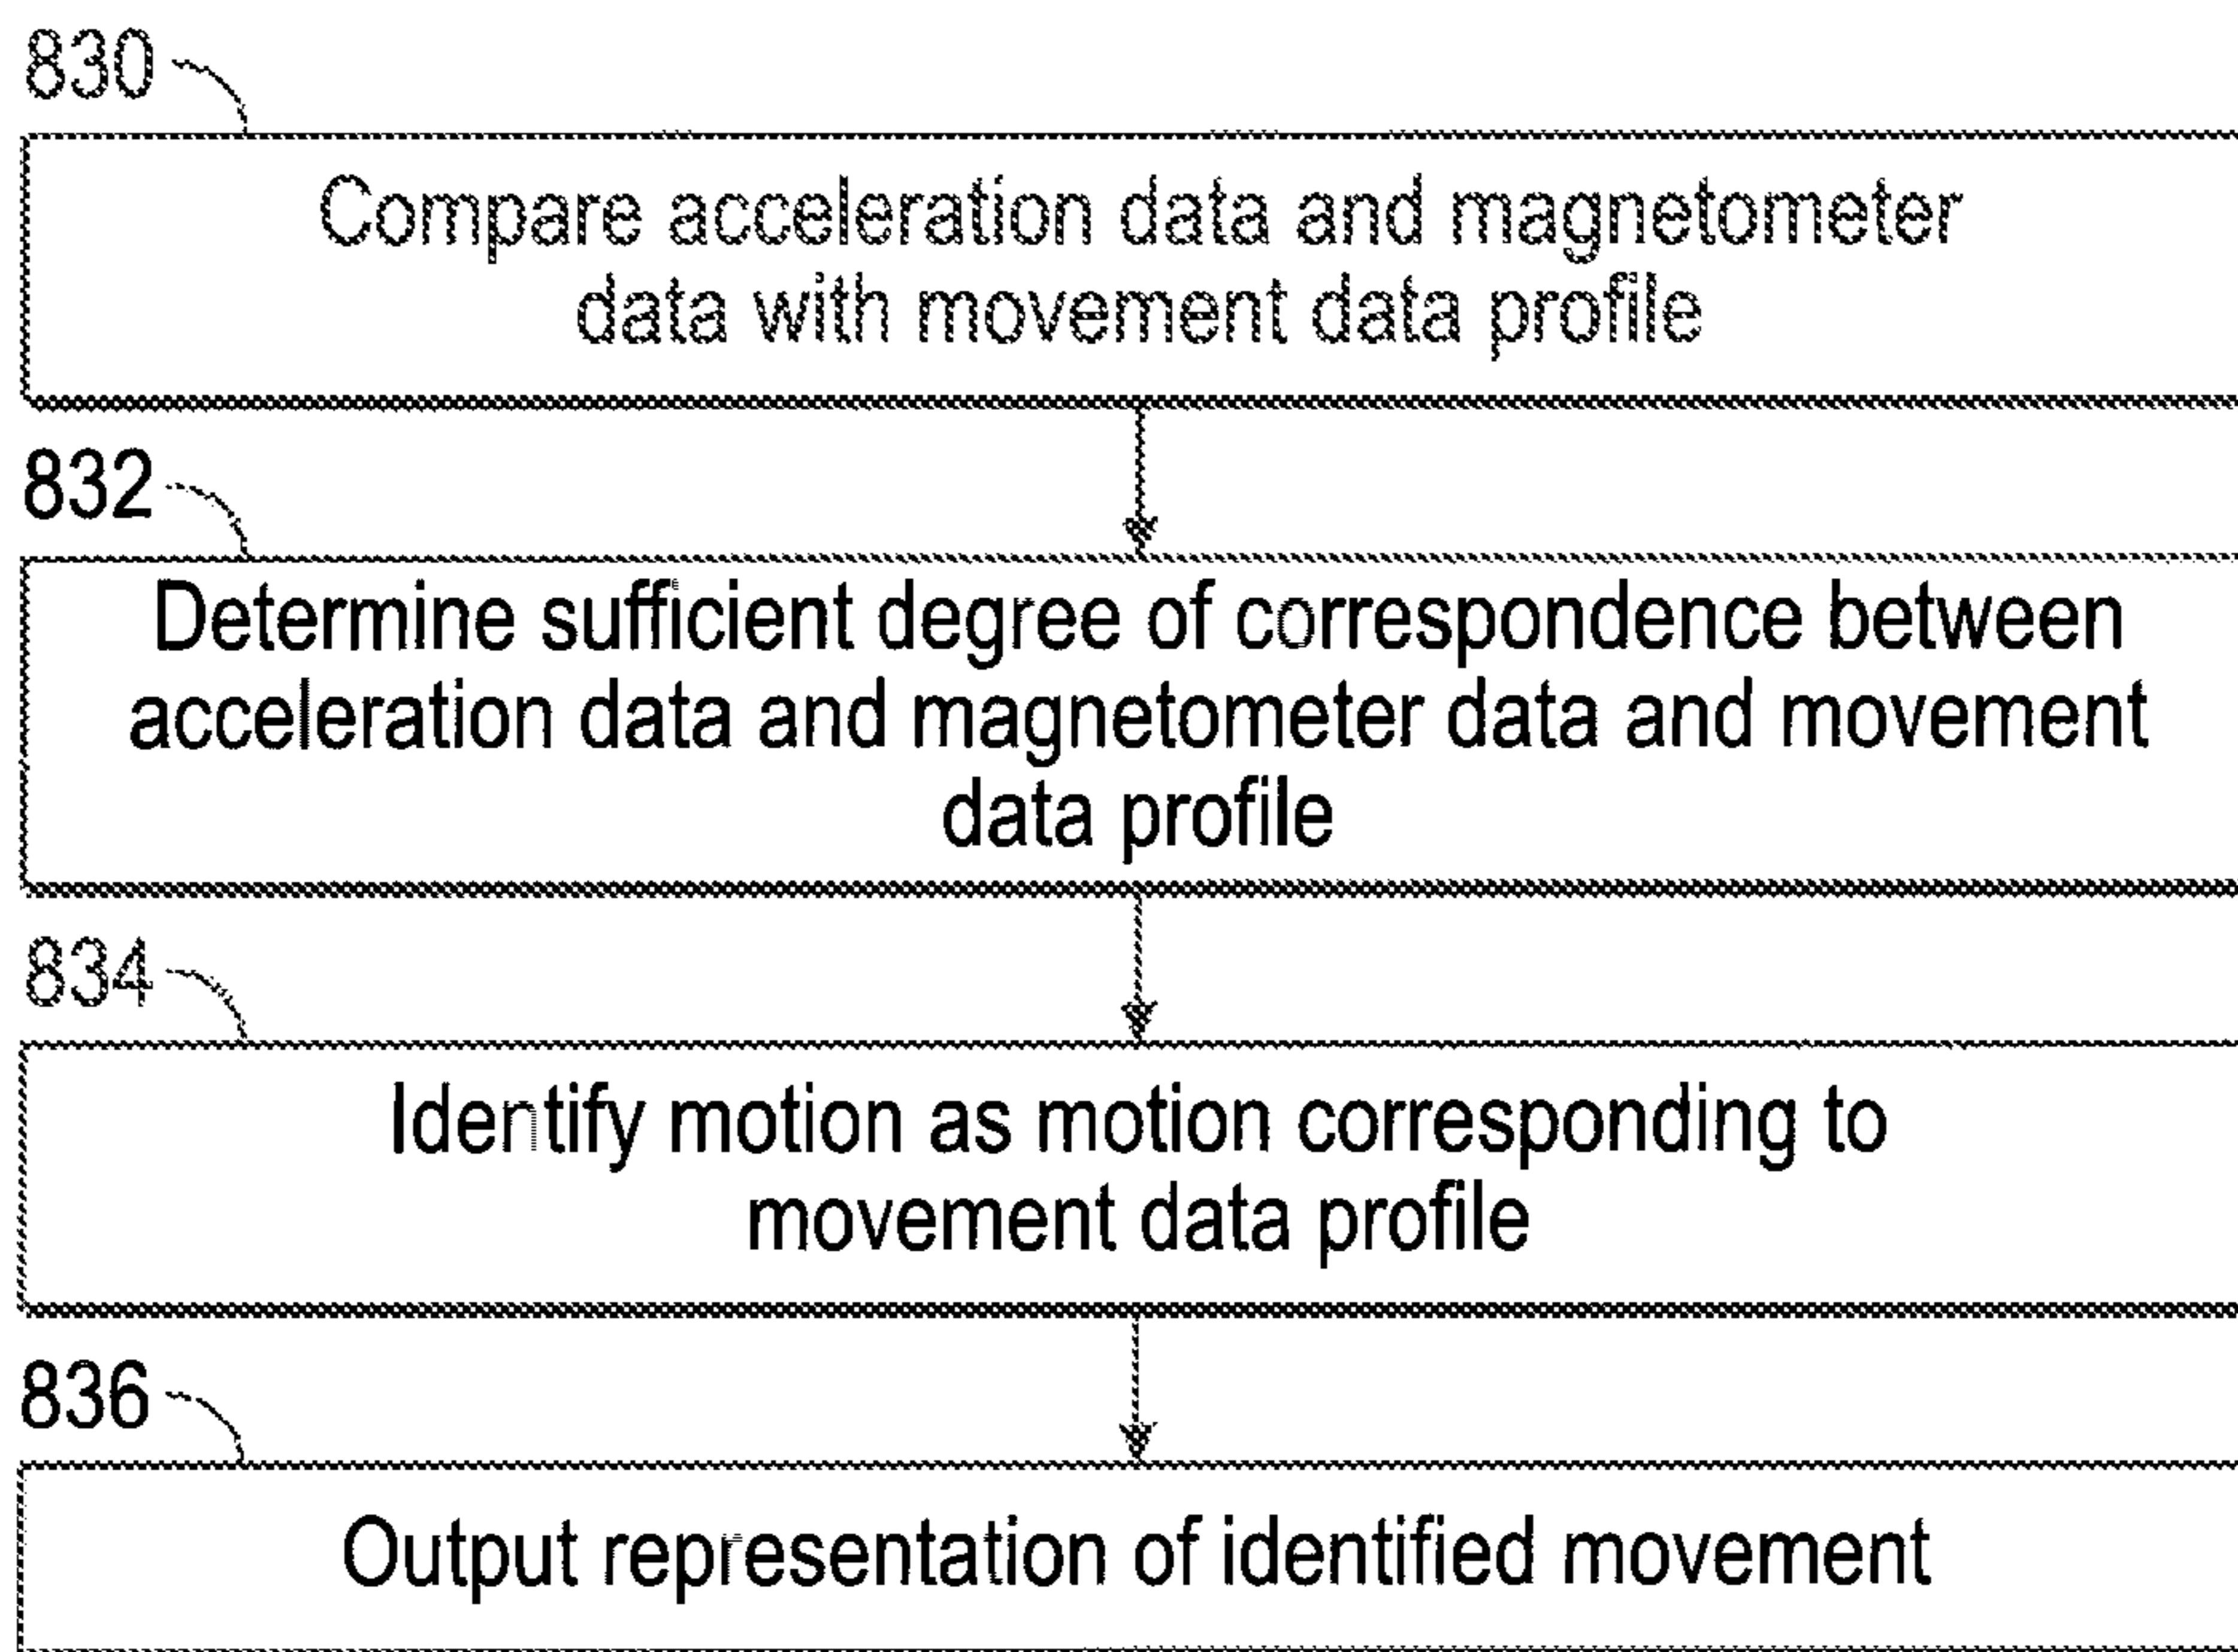 830
Compare acceleration data and magnetometer
data with movement data profile
832
Determine sufficient degree of correspondence between
acceleration data and magnetometer data and movement
data profile
834
Identify motion as motion corresponding to
movement data profile
836
Output representation of identified movement